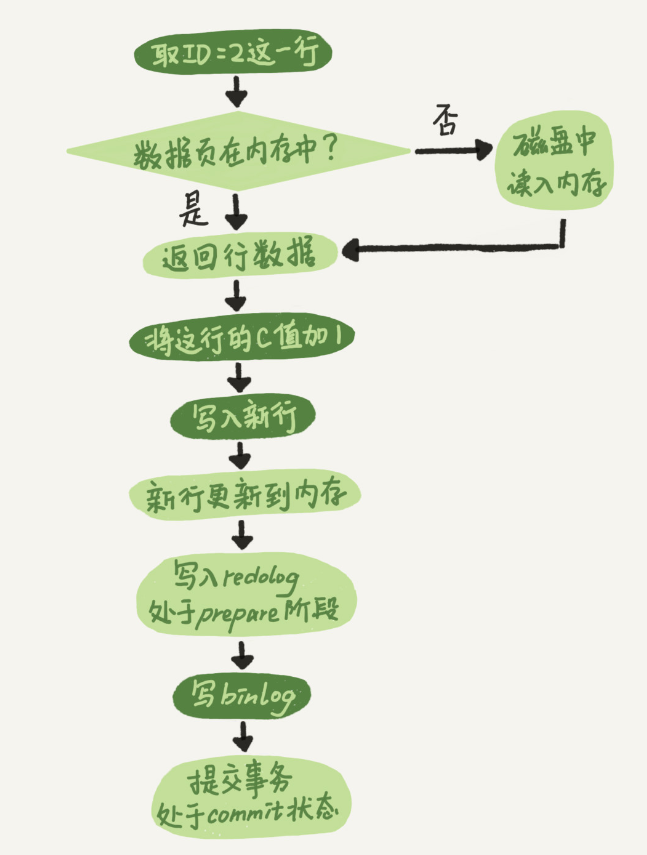 取ID=2这一行
数据页在内存中?
否
磁盘中
读入内存
是
返回行数据
将这行的C值加1
写入新行
新行更新到内存
写入redolog
处于prepare阶段
写binlog
提交事务
处于commit状态